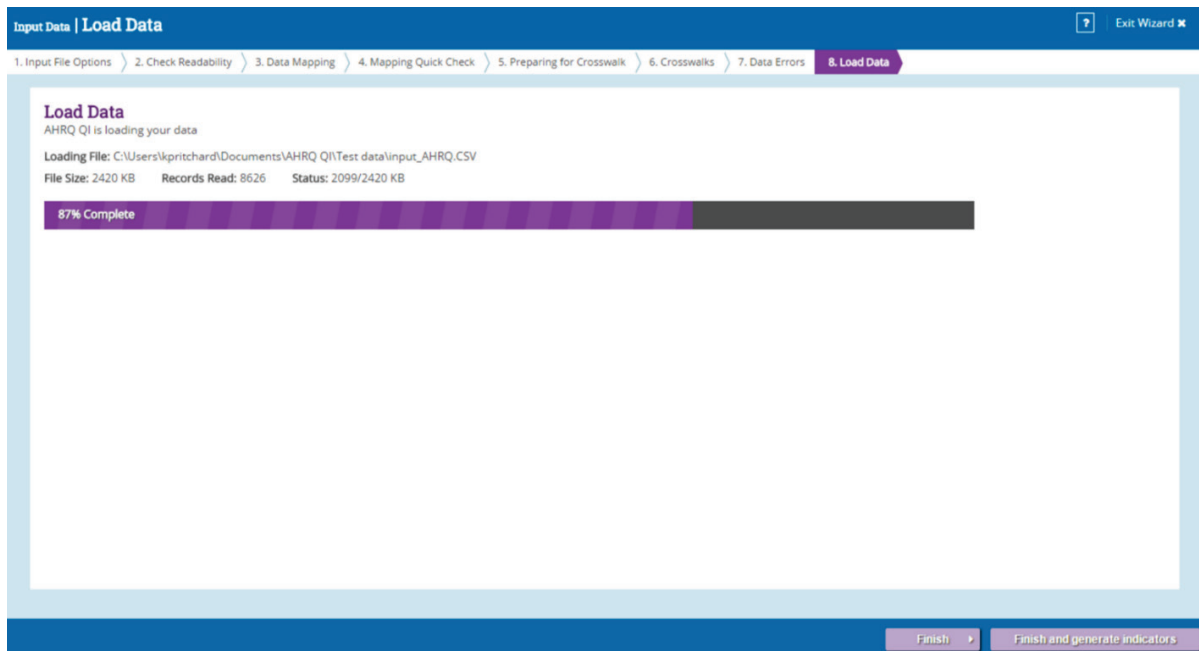 Input Data | Load Data ? Exit Wizard ✖
1. Input File Options 2. Check Readability 3. Data Mapping 4. Mapping Quick Check 5. Preparing for Crosswalk 6. Crosswalks 7. Data Errors 8. Load Data
Load Data
AHRQ QI is loading your data
Loading File: C:\Users\kpritchard\Documents\AHRQ QI\Test data\input_AHRQ.CSV
File Size: 2420 KB Records Read: 8626 Status: 2099/2420 KB
87% Complete
Finish Finish and generate indicators